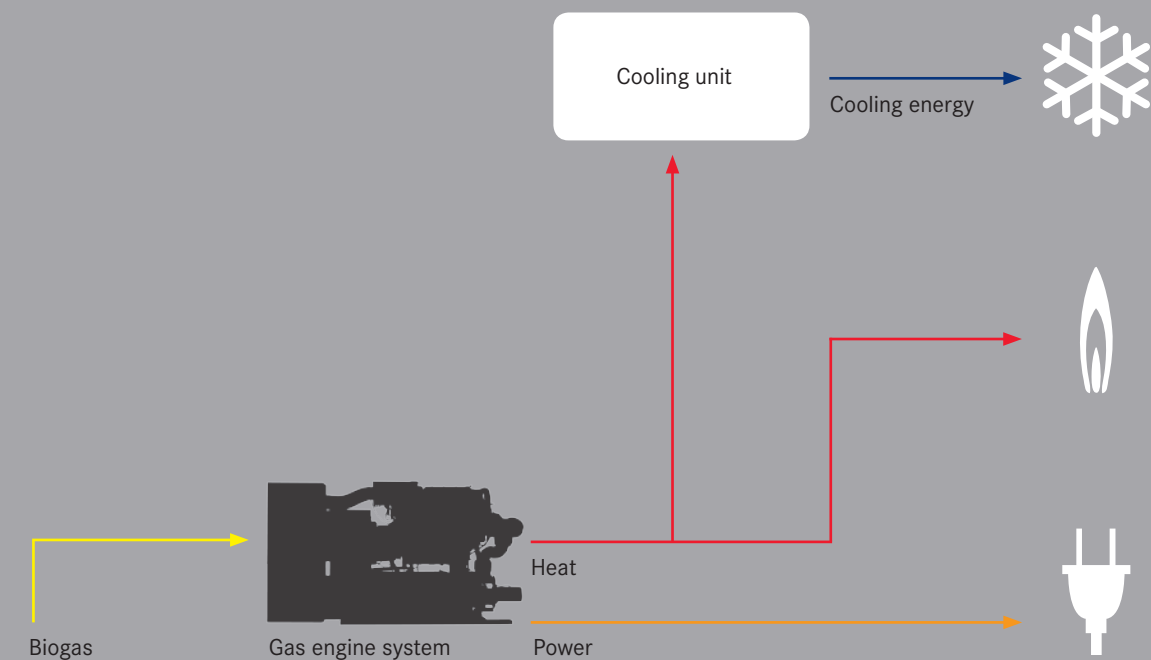 Cooling unit
Cooling energy
Heat
Biogas
Gas engine system
Power